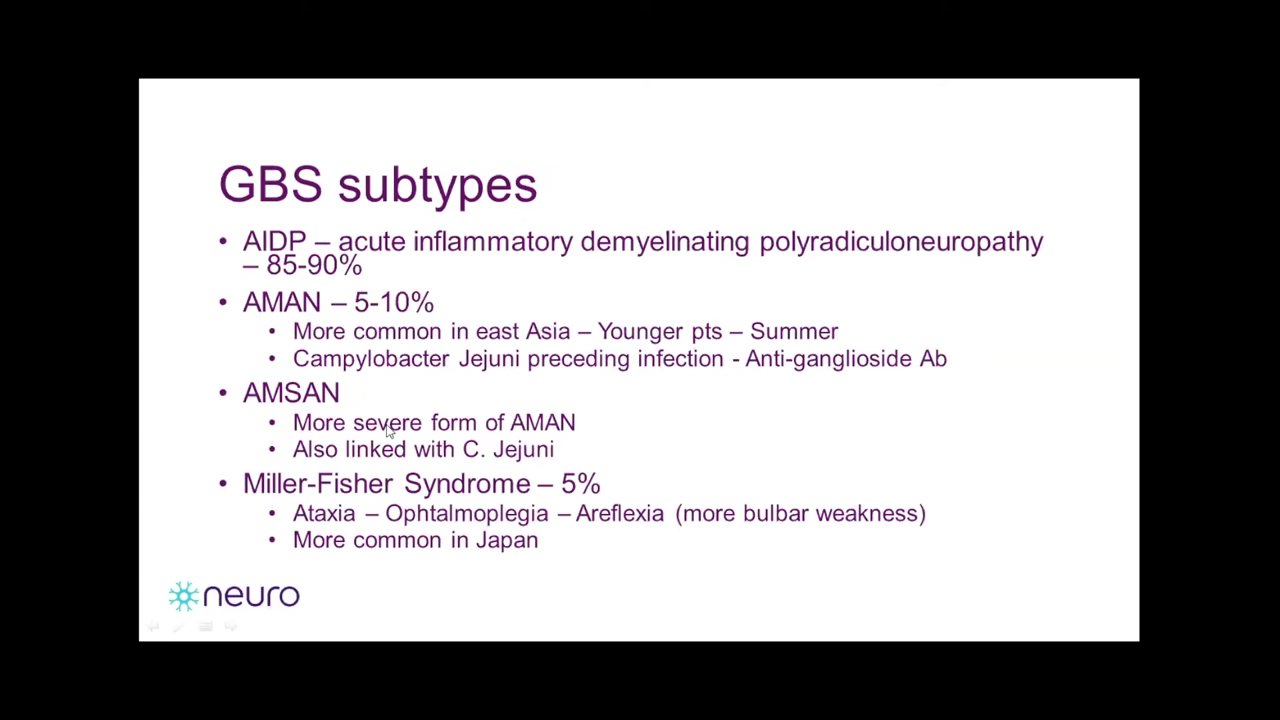 GBS subtypes
• AIDP – acute inflammatory demyelinating polyradiculoneuropathy
– 85-90%
• AMAN – 5-10%
• More common in east Asia – Younger pts – Summer
• Campylobacter Jejuni preceding infection - Anti-ganglioside Ab
• AMSAN
• More severe form of AMAN
• Also linked with C. Jejuni
• Miller-Fisher Syndrome – 5%
• Ataxia – Ophtalmoplegia – Areflexia (more bulbar weakness)
• More common in Japan
neuro